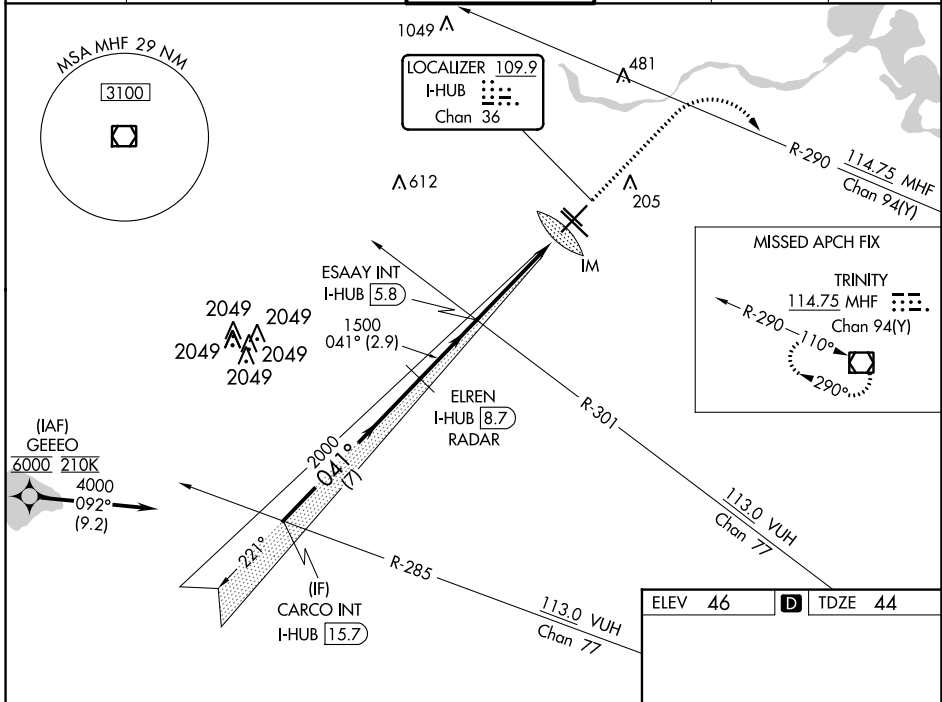 1049
MSA MHF 29 NM
3100
LOCALIZER 109.9
I-HUB
Chan 36
481
R-290
114.75 MHF
Chan 94(Y)
612
205
IM
MISSED APCH FIX
TRINITY
114.75 MHF
Chan 94(Y)
R-290
110°
290°
ESAAY INT
I-HUB 5.8
1500
041° (2.9)
2049
2049
2049
2049
2049
ELREN
I-HUB 8.7
RADAR
R-301
113.0 VUH
Chan 77
(IAF)
GEEEO
6000 210K
4000
092°
(9.2)
2000
041°
(7)
221°
(IF)
CARCO INT
I-HUB 15.7
R-285
113.0 VUH
Chan 77
ELEV 46 D TDZE 44